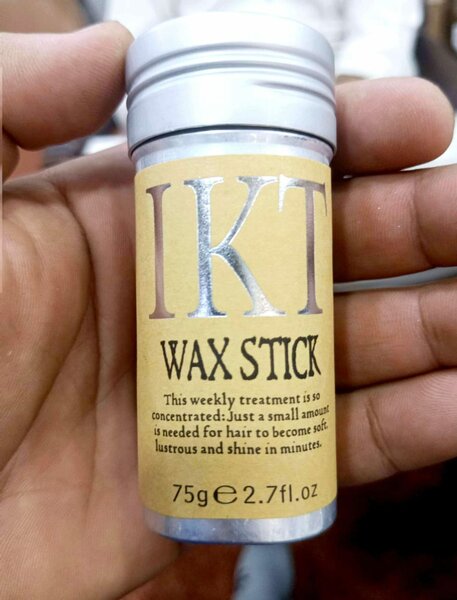 IKT
WAX STICK
This weekly treatment is so
concentrated:Just a small amount
is needed for hair to become soft,
lustrous and shine in minutes.
75g℮2.7fl.oz